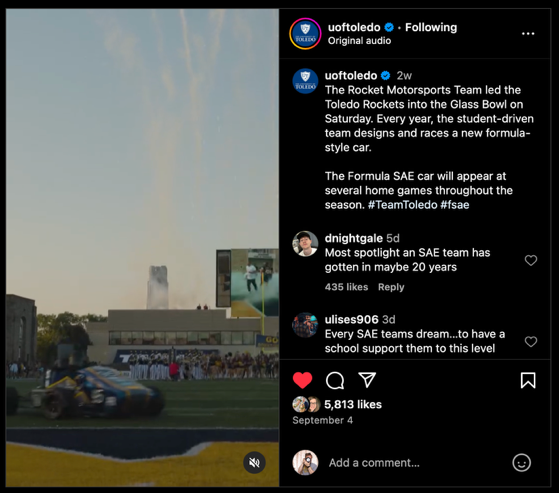 uoftoledo • Following
Original audio
uoftoledo 2w
The Rocket Motorsports Team led the
Toledo Rockets into the Glass Bowl on
Saturday. Every year, the student-driven
team designs and races a new formula-
style car.
The Formula SAE car will appear at
several home games throughout the
season. #TeamToledo #fsae
dnightgale 5d
Most spotlight an SAE team has
gotten in maybe 20 years
435 likes Reply
ulises906 3d
Every SAE teams dream...to have a
school support them to this level
5,813 likes
September 4
Add a comment...
TOLEDO
TOLEDO